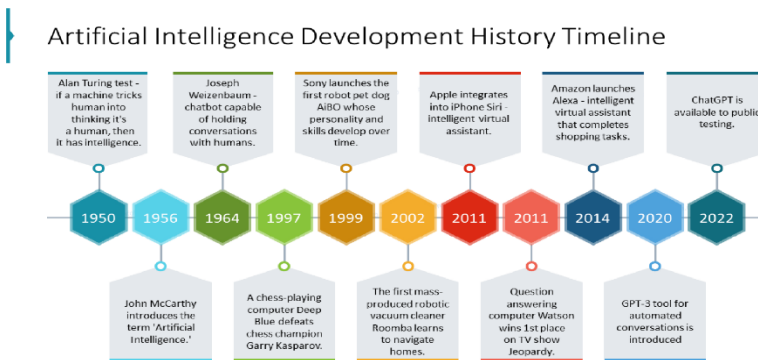 Artificial Intelligence Development History Timeline
Alan Turing test -
if a machine tricks
human into
thinking it's
a human, then
it has intelligence.
Joseph
Weizenbaum -
chatbot capable
of holding
conversations
with humans.
Sony launches the
first robot pet dog
AiBO whose
personality and
skills develop over
time.
Apple integrates
into iPhone Siri -
intelligent virtual
assistant.
Amazon launches
Alexa - intelligent
virtual assistant
that completes
shopping tasks.
ChatGPT is
available to public
testing.
1950
1956
1964
1997
1999
2002
2011
2011
2014
2020
2022
John McCarthy
introduces the
term 'Artificial
Intelligence.'
A chess-playing
computer Deep
Blue defeats
chess champion
Garry Kasparov.
The first mass-
produced robotic
vacuum cleaner
Roomba learns
to navigate
homes.
Question
answering
computer Watson
wins 1st place
on TV show
Jeopardy.
GPT-3 tool for
automated
conversations is
introduced